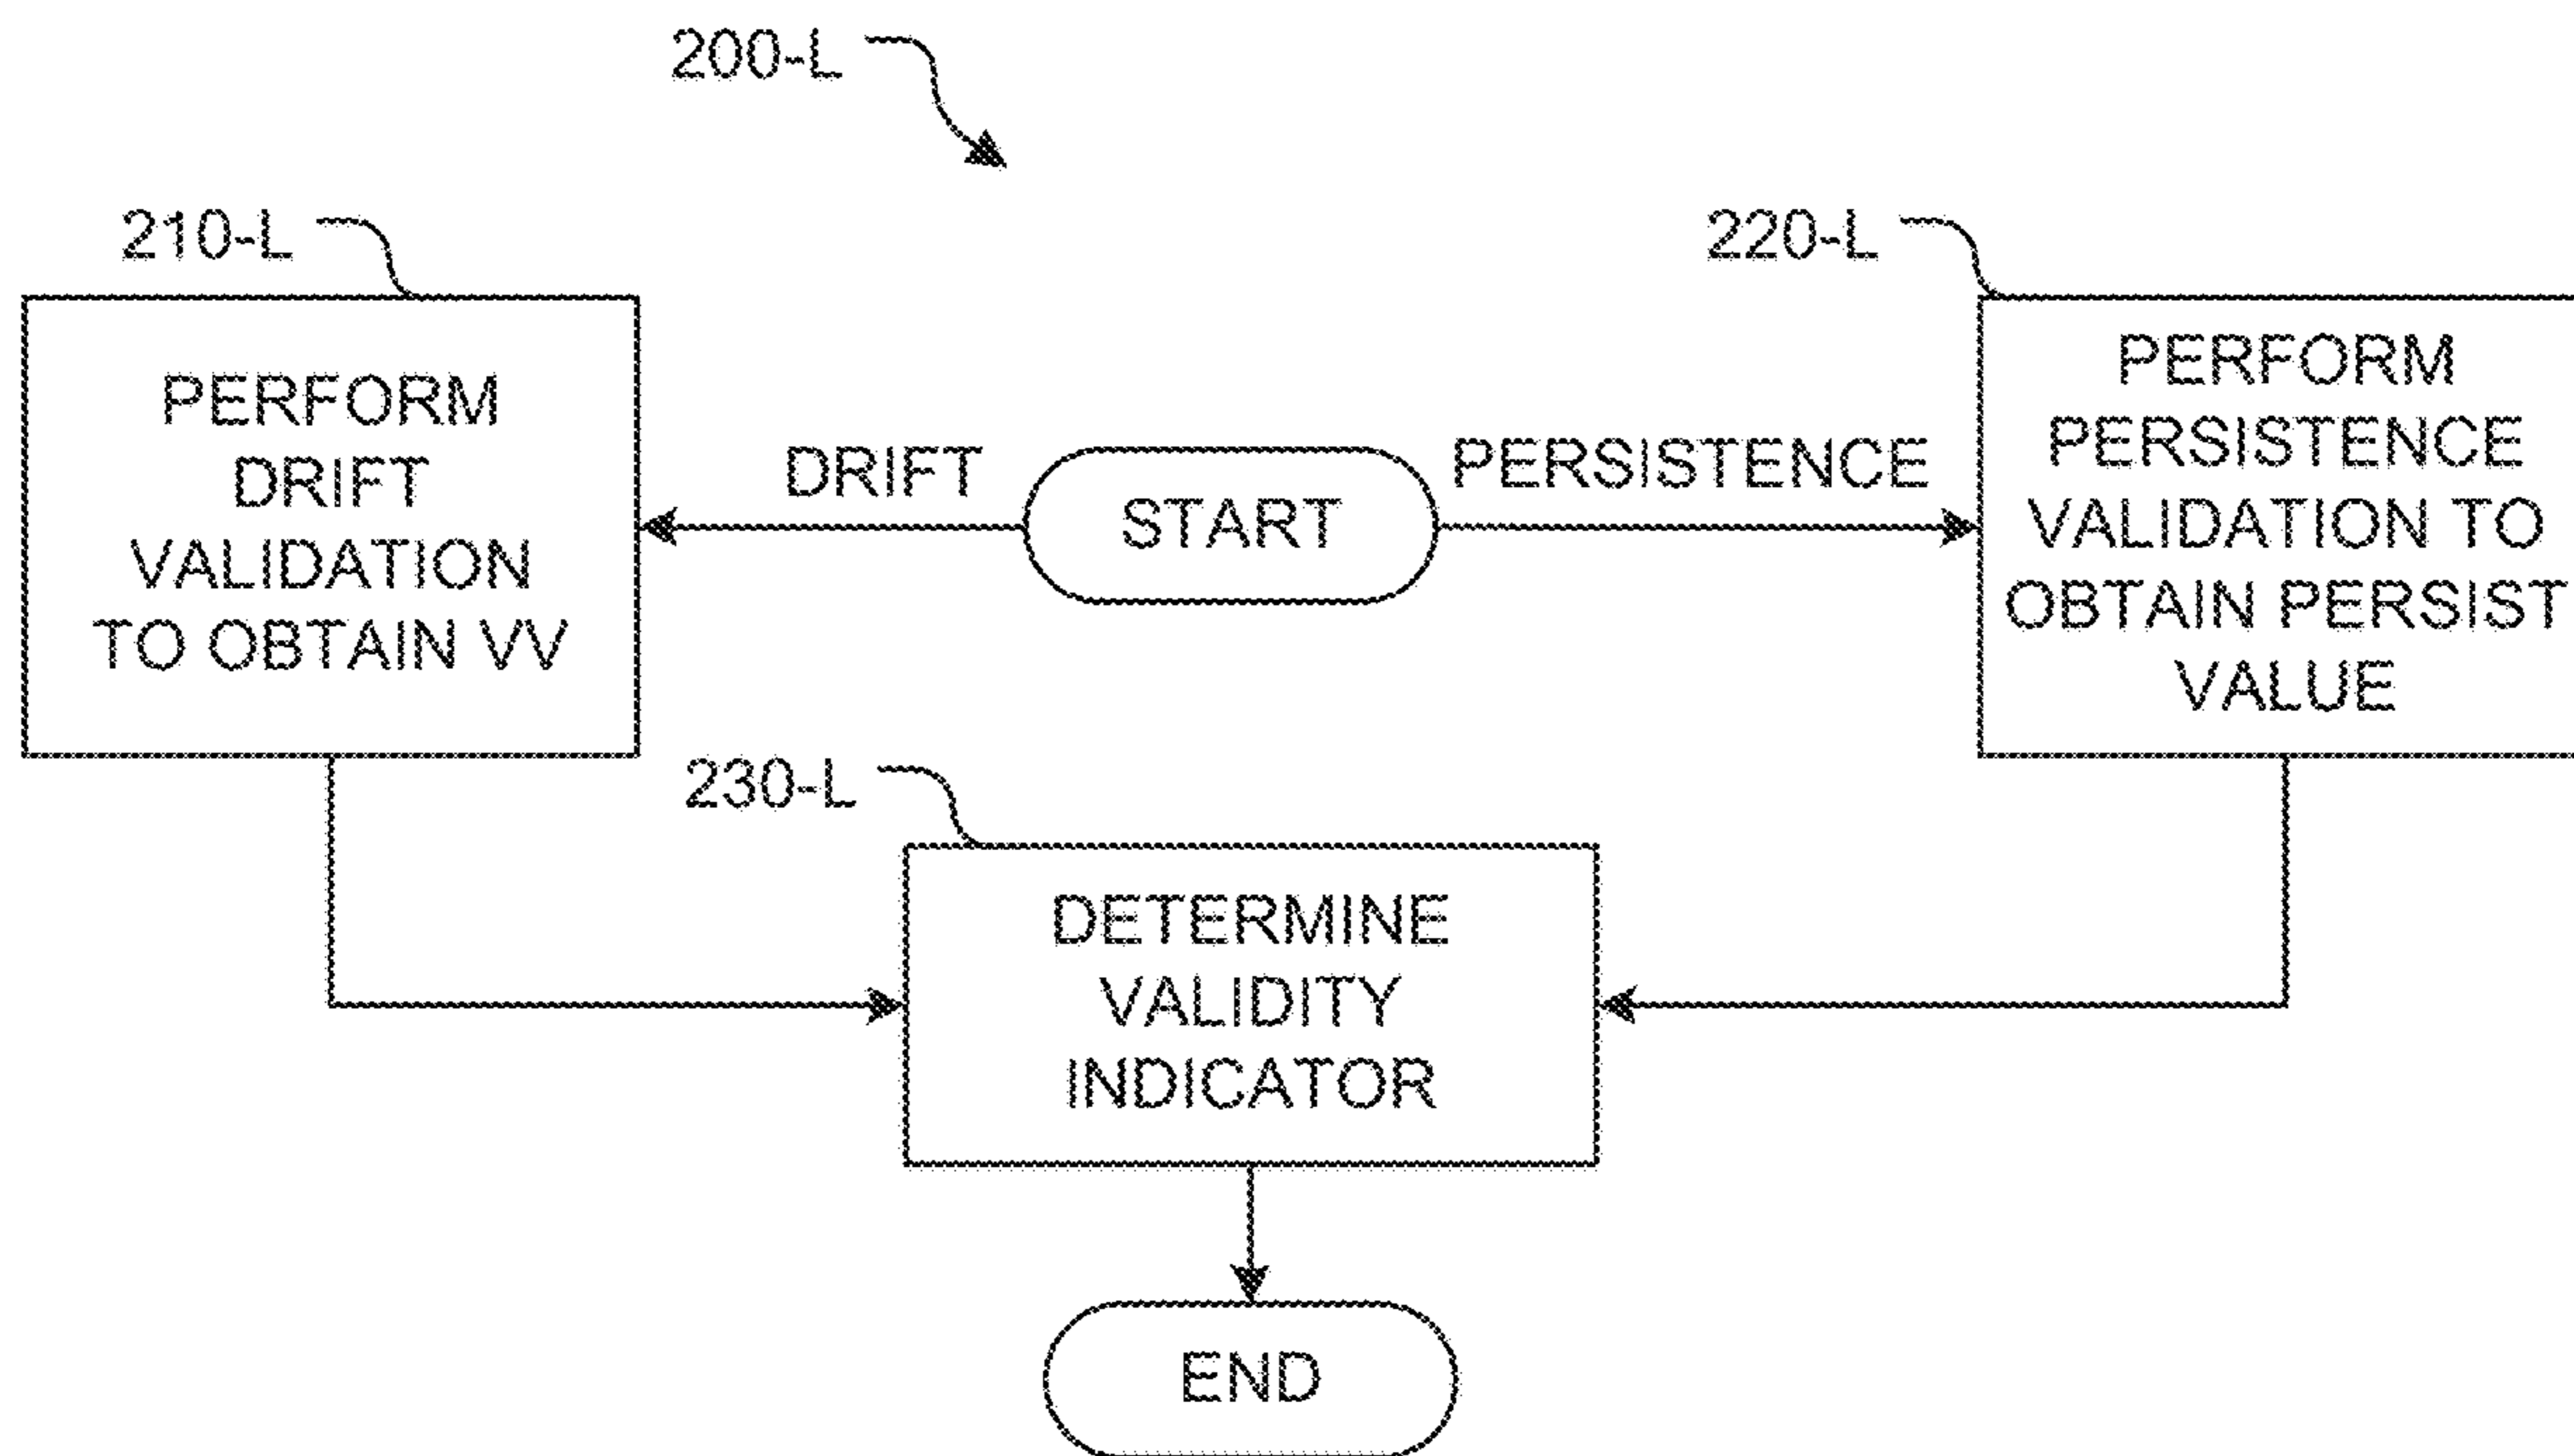 200-L
210-L
220-L
PERFORM
DRIFT
VALIDATION
TO OBTAIN VV
DRIFT
START
PERSISTENCE
PERFORM
PERSISTENCE
VALIDATION TO
OBTAIN PERSIST
VALUE
230-L
DETERMINE
VALIDITY
INDICATOR
END